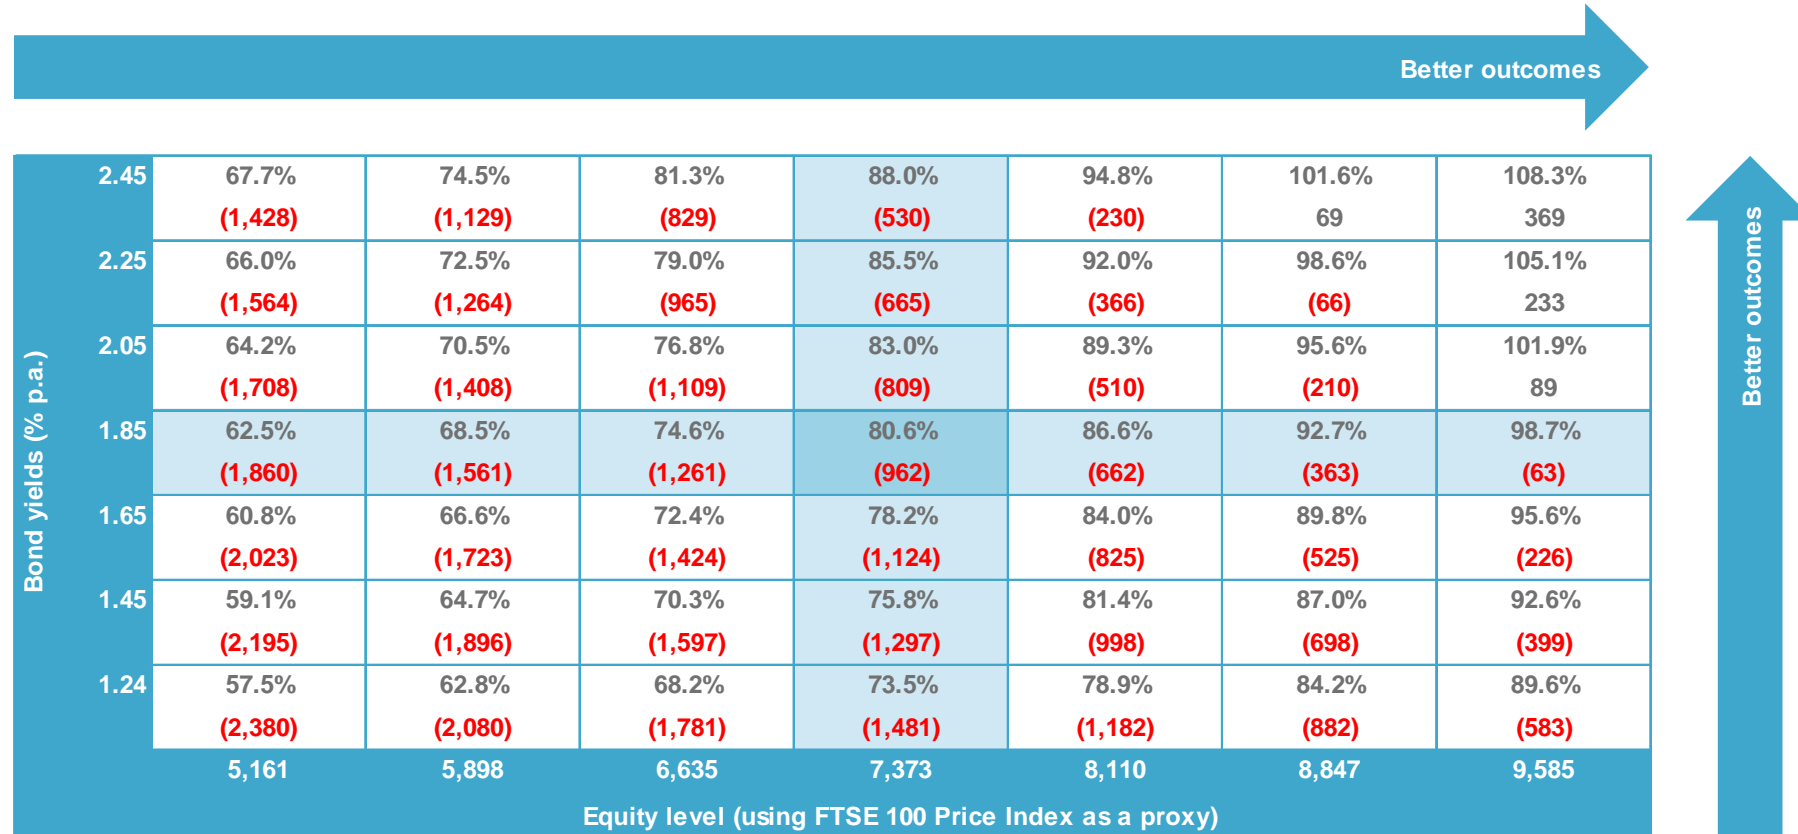 Better outcomes
2.45 67.7% 74.5% 81.3% 88.0% 94.8% 101.6% 108.3%
(1,428) (1,129) (829) (530) (230) 69 369
2.25 66.0% 72.5% 79.0% 85.5% 92.0% 98.6% 105.1%
(1,564) (1,264) (965) (665) (366) (66) 233
2.05 64.2% 70.5% 76.8% 83.0% 89.3% 95.6% 101.9%
(1,708) (1,408) (1,109) (809) (510) (210) 89
1.85 62.5% 68.5% 74.6% 80.6% 86.6% 92.7% 98.7%
(1,860) (1,561) (1,261) (962) (662) (363) (63)
1.65 60.8% 66.6% 72.4% 78.2% 84.0% 89.8% 95.6%
(2,023) (1,723) (1,424) (1,124) (825) (525) (226)
1.45 59.1% 64.7% 70.3% 75.8% 81.4% 87.0% 92.6%
(2,195) (1,896) (1,597) (1,297) (998) (698) (399)
1.24 57.5% 62.8% 68.2% 73.5% 78.9% 84.2% 89.6%
(2,380) (2,080) (1,781) (1,481) (1,182) (882) (583)
5,161 5,898 6,635 7,373 8,110 8,847 9,585
Equity level (using FTSE 100 Price Index as a proxy)
Bond yields (% p.a.)
Better outcomes